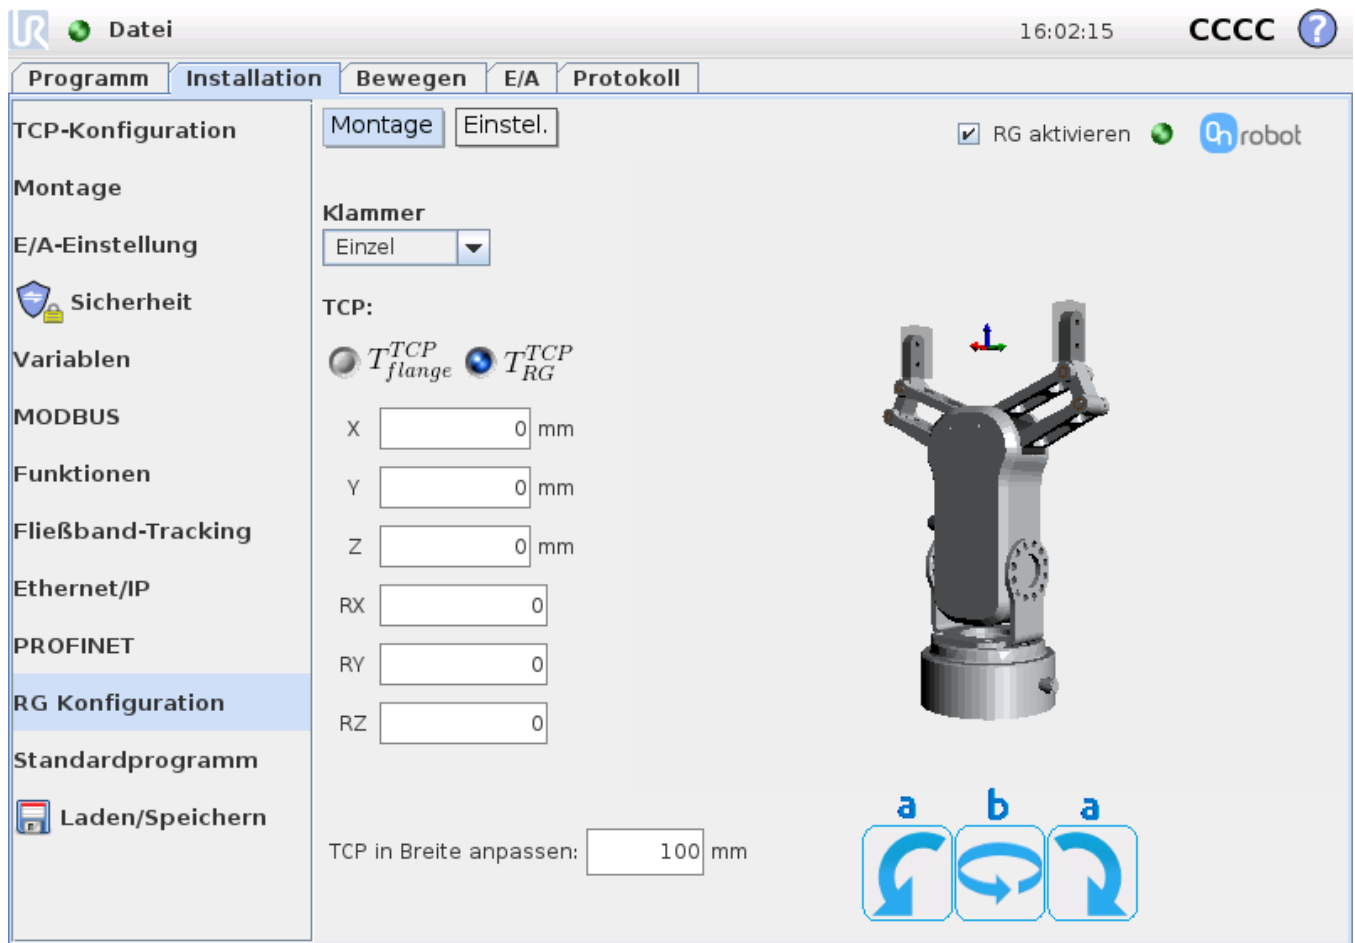 UR Datei 16:02:15 CCCC ?
Programm Installation Bewegen E/A Protokoll
TCP-Konfiguration
Montage
E/A-Einstellung
Sicherheit
Variablen
MODBUS
Funktionen
Fließband-Tracking
Ethernet/IP
PROFINET
RG Konfiguration
Standardprogramm
Laden/Speichern
Montage Einstel. RG aktivieren On robot
Klammer
Einzel
TCP:
T TCP flange T TCP RG
X 0 mm
Y 0 mm
Z 0 mm
RX 0
RY 0
RZ 0
TCP in Breite anpassen: 100 mm
a b a